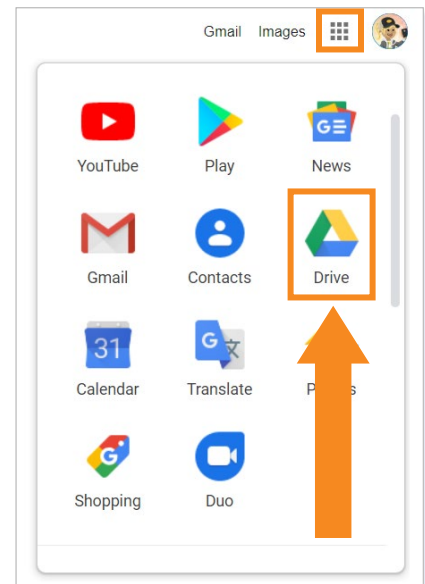 Gmail Images
YouTube Play News
Gmail Contacts Drive
Calendar Translate
Shopping Duo
31